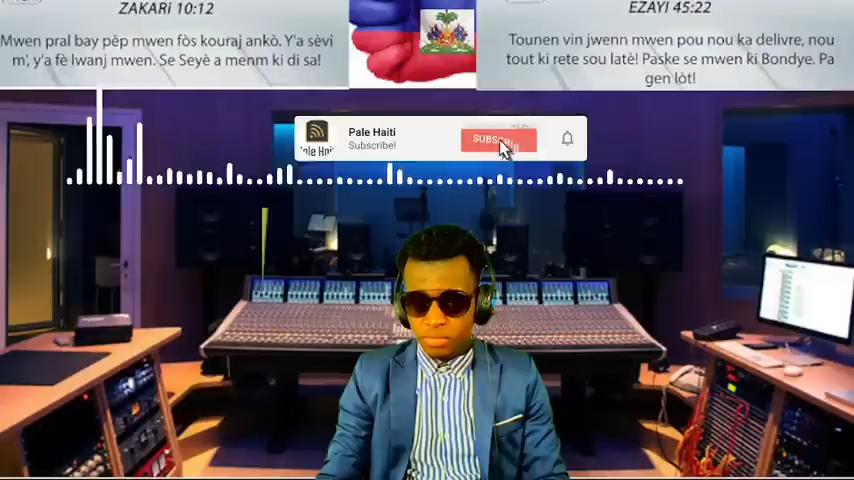 ZAKARi 10:12
Mwen pral bay pèp mwen fòs kouraj ankò. Y'a sèvi
m', y'a fè lwanj mwen. Se Seyè a menm ki di sa!
EZAYI 45:22
Tounen vin jwenn mwen pou nou ka delivre, nou
tout ki rete sou latè! Paske se mwen ki Bondye. Pa
gen lòt!
Pale Haiti
Subscribe!